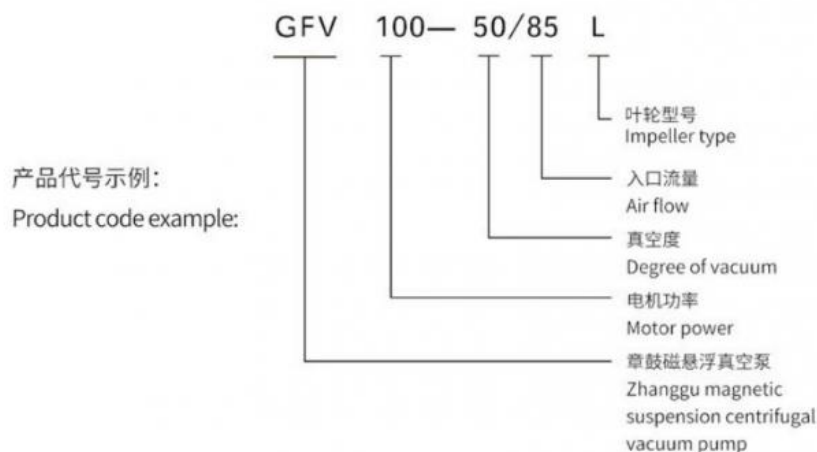 GFV 100— 50/85 L
叶轮型号
Impeller type
产品代号示例：
Product code example:
入口流量
Air flow
真空度
Degree of vacuum
电机功率
Motor power
章鼓磁悬浮真空泵
Zhanggu magnetic
suspension centrifugal
vacuum pump